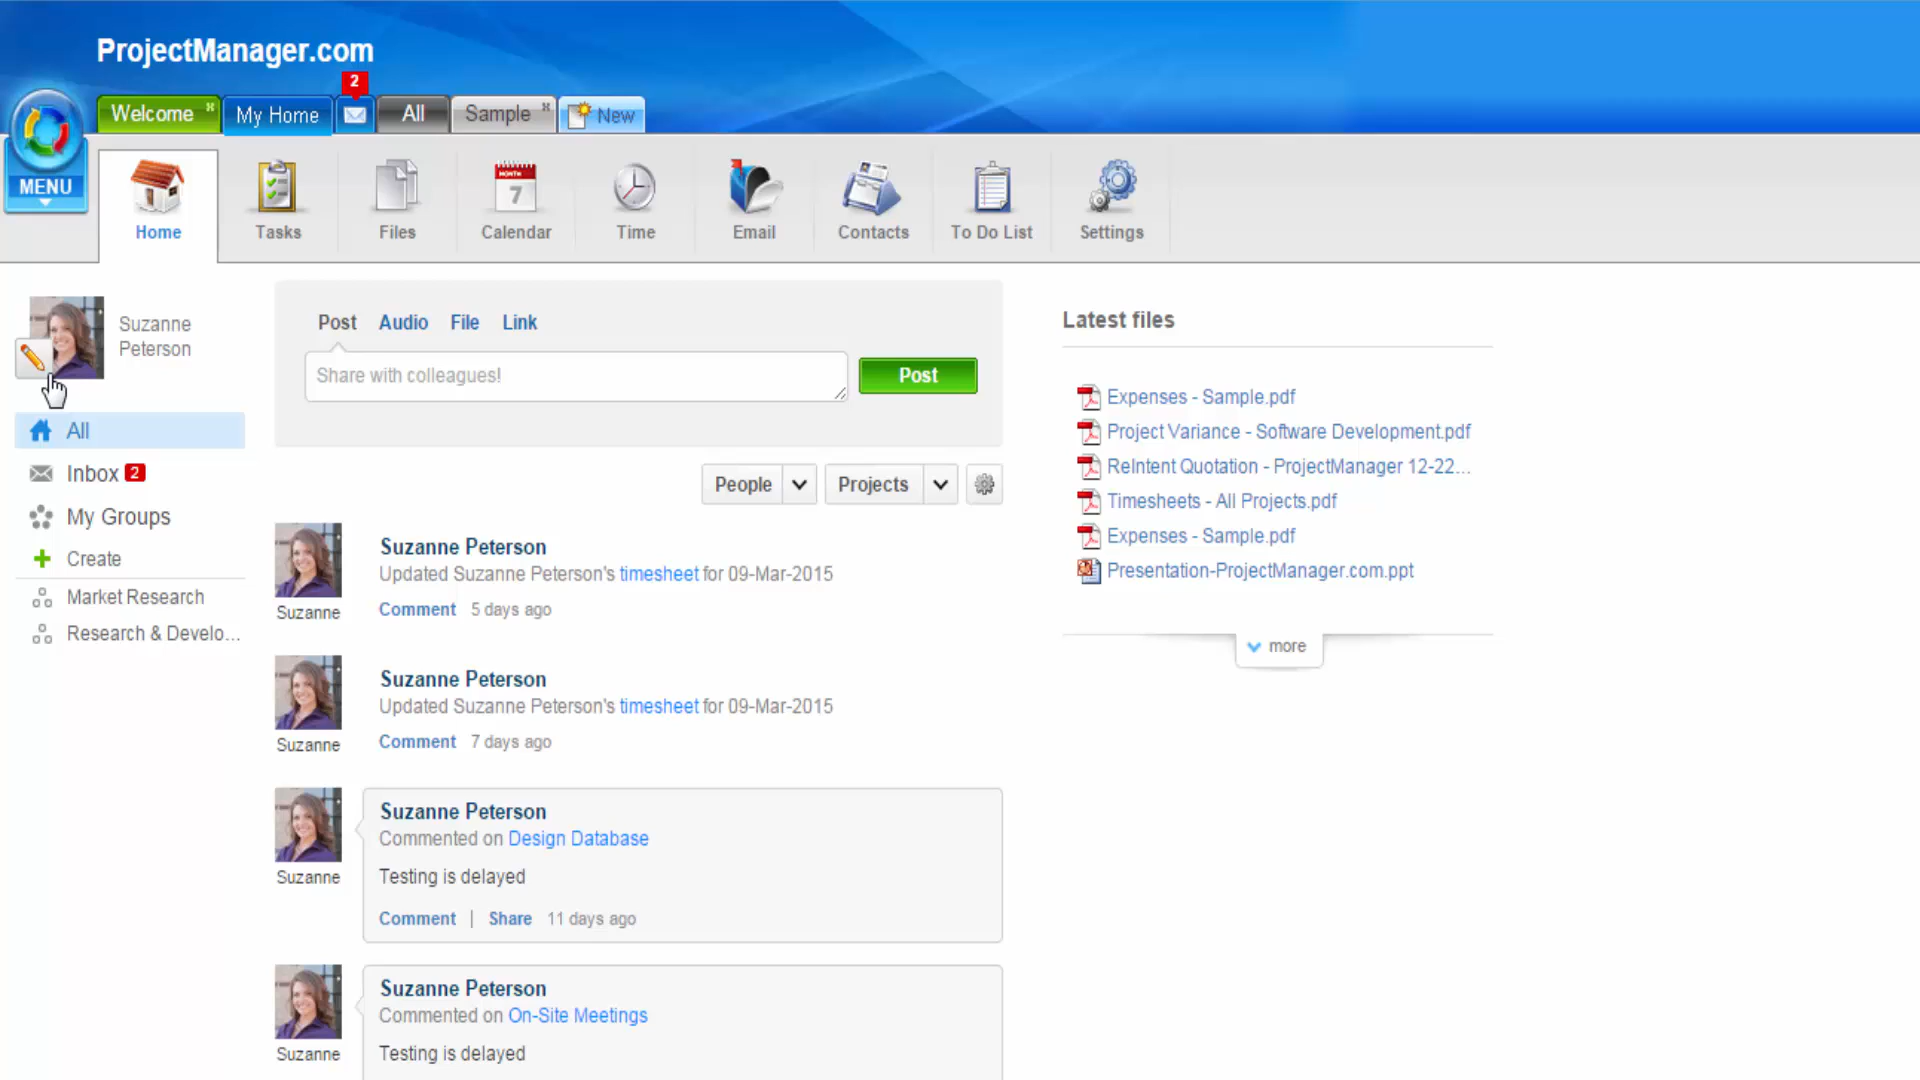 ProjectManager.com
2
Welcome
My Home
All
Sample
New
MENU
Home
Tasks
MONTH
7
Files
Calendar
Time
Email
Contacts
To Do List
Settings
Suzanne
Peterson
All
Inbox 2
My Groups
Create
Market Research
Research & Develo...
Post Audio File Link
Share with colleagues!
Post
People
Projects
Suzanne Peterson
Updated Suzanne Peterson's timesheet for 09-Mar-2015
Comment 5 days ago
Suzanne
Suzanne Peterson
Updated Suzanne Peterson's timesheet for 09-Mar-2015
Comment 7 days ago
Suzanne
Suzanne Peterson
Commented on Design Database
Testing is delayed
Suzanne
Comment | Share 11 days ago
Suzanne Peterson
Commented on On-Site Meetings
Testing is delayed
Suzanne
Latest files
Expenses - Sample.pdf
Project Variance - Software Development.pdf
ReIntent Quotation - ProjectManager 12-22...
Timesheets - All Projects.pdf
Expenses - Sample.pdf
Presentation-ProjectManager.com.ppt
more